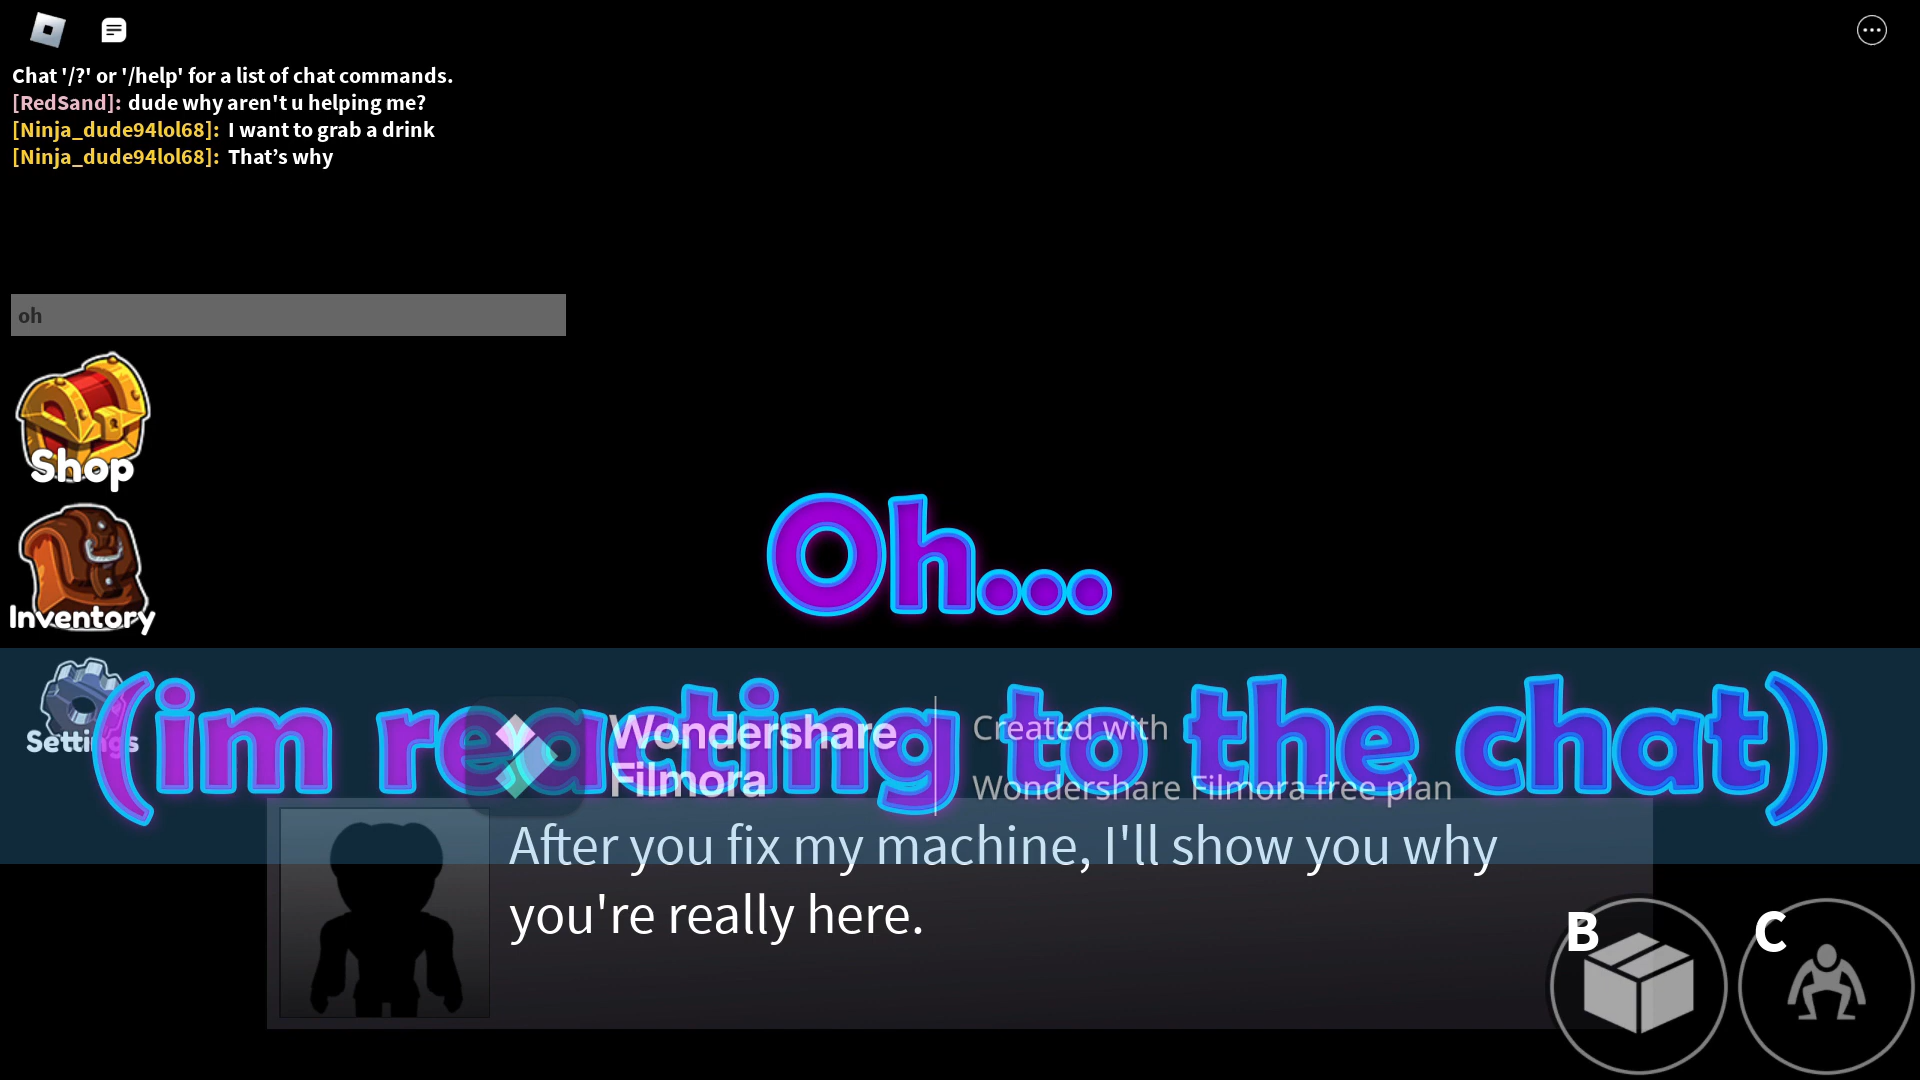 Chat '/?' or '/help' for a list of chat commands.
[RedSand]: dude why aren't u helping me?
[Ninja_dude94lol68]: I want to grab a drink
[Ninja_dude94lol68]: That’s why
oh
Shop
Inventory
Settings
Oh...
(im reacting to the chat)
Wondershare
Filmora
Created with
Wondershare Filmora free plan
After you fix my machine, I'll show you why
you're really here.
B
C